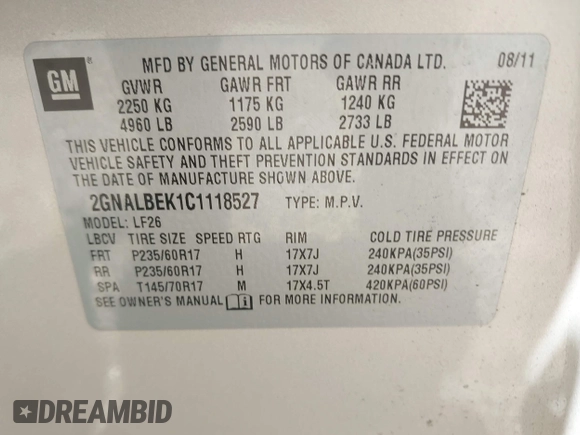 GM ®
MFD BY GENERAL MOTORS OF CANADA LTD. 08/11
GVWR GAWR FRT GAWR RR
2250 KG 1175 KG 1240 KG
4960 LB 2590 LB 2733 LB
THIS VEHICLE CONFORMS TO ALL APPLICABLE U.S. FEDERAL MOTOR
VEHICLE SAFETY AND THEFT PREVENTION STANDARDS IN EFFECT ON
THE DATE OF MANUFACTURE SHOWN ABOVE.
2GNALBEK1C1118527 TYPE: M.P.V.
MODEL: LF26
LBCV TIRE SIZE SPEED RTG RIM COLD TIRE PRESSURE
FRT P235/60R17 H 17X7J 240KPA(35PSI)
RR P235/60R17 H 17X7J 240KPA(35PSI)
SPA T145/70R17 M 17X4.5T 420KPA(60PSI)
SEE OWNER'S MANUAL FOR MORE INFORMATION.
DREAMBID